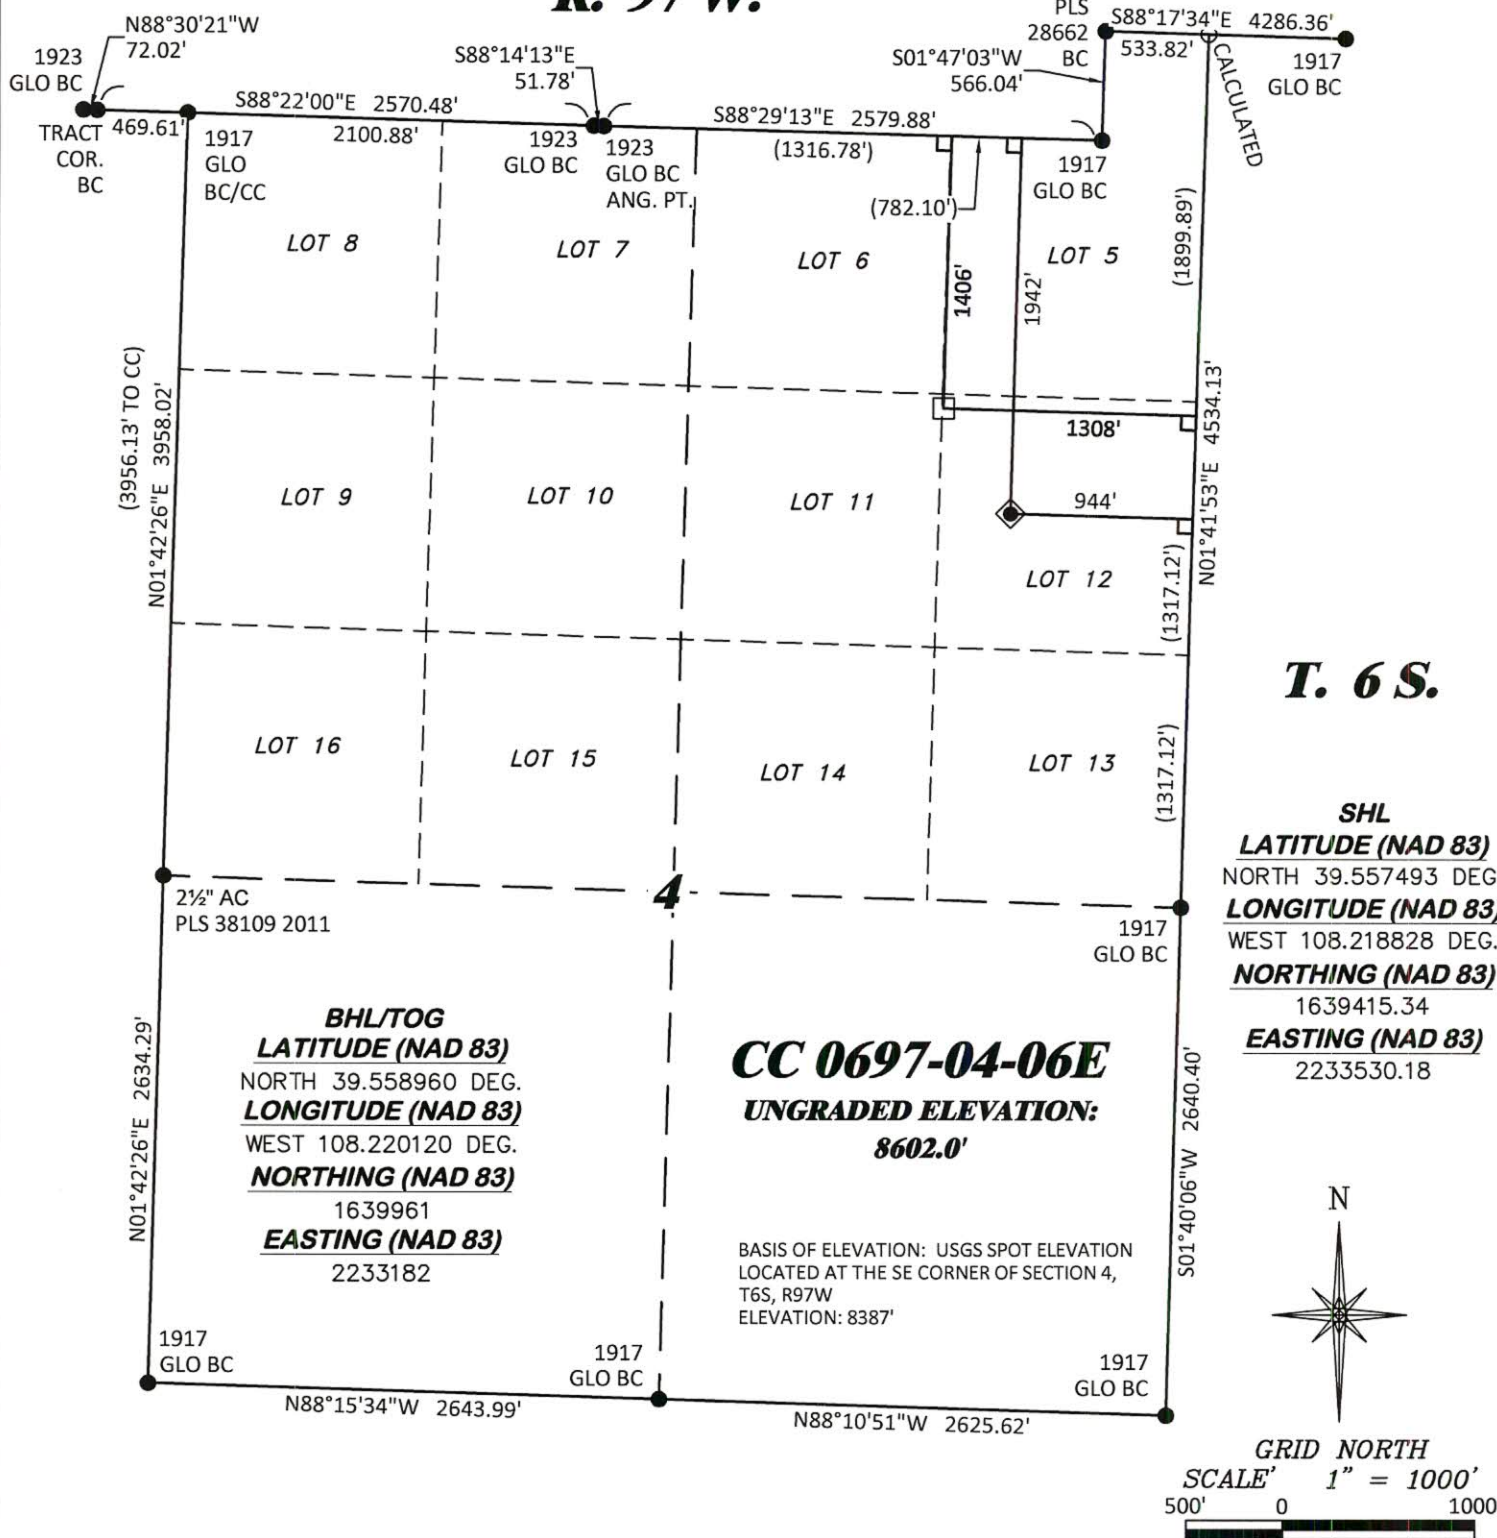 R. 97 W.
N88°30'21"W
72.02'
1923
GLO BC
TRACT
COR.
BC
469.61'
1917
GLO
BC/CC
S88°22'00"E 2570.48'
2100.88'
S88°14'13"E
51.78'
1923
GLO BC
1923
GLO BC
ANG. PT.
S88°29'13"E 2579.88'
(1316.78')
(782.10')
S01°47'03"W
566.04'
PLS
28662
BC
S88°17'34"E 4286.36'
533.82'
1917
GLO BC
CALCULATED
1917
GLO BC
LOT 8
LOT 7
LOT 6
LOT 5
1406'
1942'
(1899.89')
(3956.13' TO CC)
N01°42'26"E 3958.02'
1308'
944'
N01°41'53"E 4534.13'
(1317.12')
LOT 9
LOT 10
LOT 11
LOT 12
LOT 16
LOT 15
LOT 14
LOT 13
(1317.12')
T. 6 S.
2½" AC
PLS 38109 2011
4
1917
GLO BC
SHL
LATITUDE (NAD 83)
NORTH 39.557493 DEG
LONGITUDE (NAD 83)
WEST 108.218828 DEG.
NORTHING (NAD 83)
1639415.34
EASTING (NAD 83)
2233530.18
N01°42'26"E 2634.29'
BHL/TOG
LATITUDE (NAD 83)
NORTH 39.558960 DEG.
LONGITUDE (NAD 83)
WEST 108.220120 DEG.
NORTHING (NAD 83)
1639961
EASTING (NAD 83)
2233182
CC 0697-04-06E
UNGRADED ELEVATION:
8602.0'
BASIS OF ELEVATION: USGS SPOT ELEVATION
LOCATED AT THE SE CORNER OF SECTION 4,
T6S, R97W
ELEVATION: 8387'
S01°40'06"W 2640.40'
1917
GLO BC
1917
GLO BC
1917
GLO BC
N88°15'34"W 2643.99'
N88°10'51"W 2625.62'
N
GRID NORTH
SCALE' 1" = 1000'
500' 0 1000